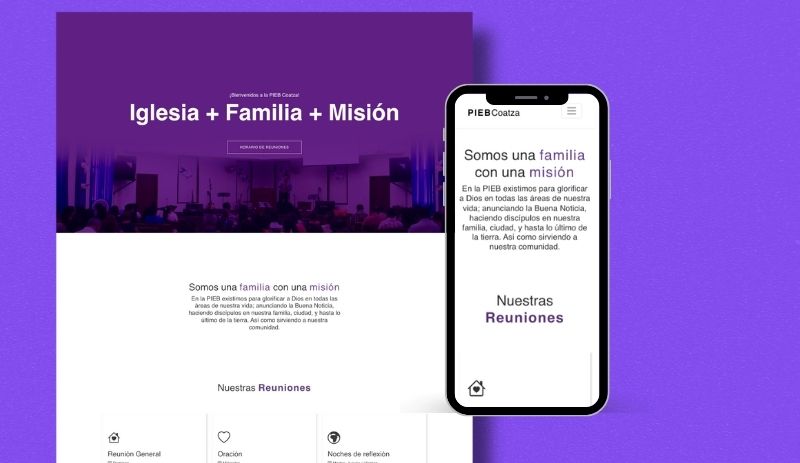 ¡Bienvenidos a la PIEB Coatza!
Iglesia + Familia + Misión
HORARIO DE REUNIONES
Somos una familia con una misión
En la PIEB existimos para glorificar a Dios en todas las
áreas de nuestra vida; anunciando la Buena Noticia,
haciendo discípulos en nuestra familia, ciudad, y hasta lo
último de la tierra. Así como sirviendo a nuestra
comunidad.
Nuestras Reuniones
Reunión General
Oración
Noches de reflexión
PIEBCoatza
Somos una familia
con una misión
En la PIEB existimos para glorificar
a Dios en todas las áreas de nuestra
vida; anunciando la Buena Noticia,
haciendo discípulos en nuestra
familia, ciudad, y hasta lo último de
la tierra. Así como sirviendo a
nuestra comunidad.
Nuestras
Reuniones